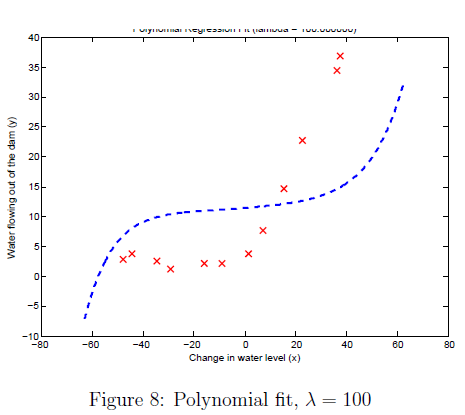 Polynomial Regression Fit (lambda = 100.000000)
40
35
30
25
20
15
10
5
0
−5
−10
Water flowing out of the dam (y)
−80 −60 −40 −20 0 20 40 60 80
Change in water level (x)
Figure 8: Polynomial fit, λ = 100